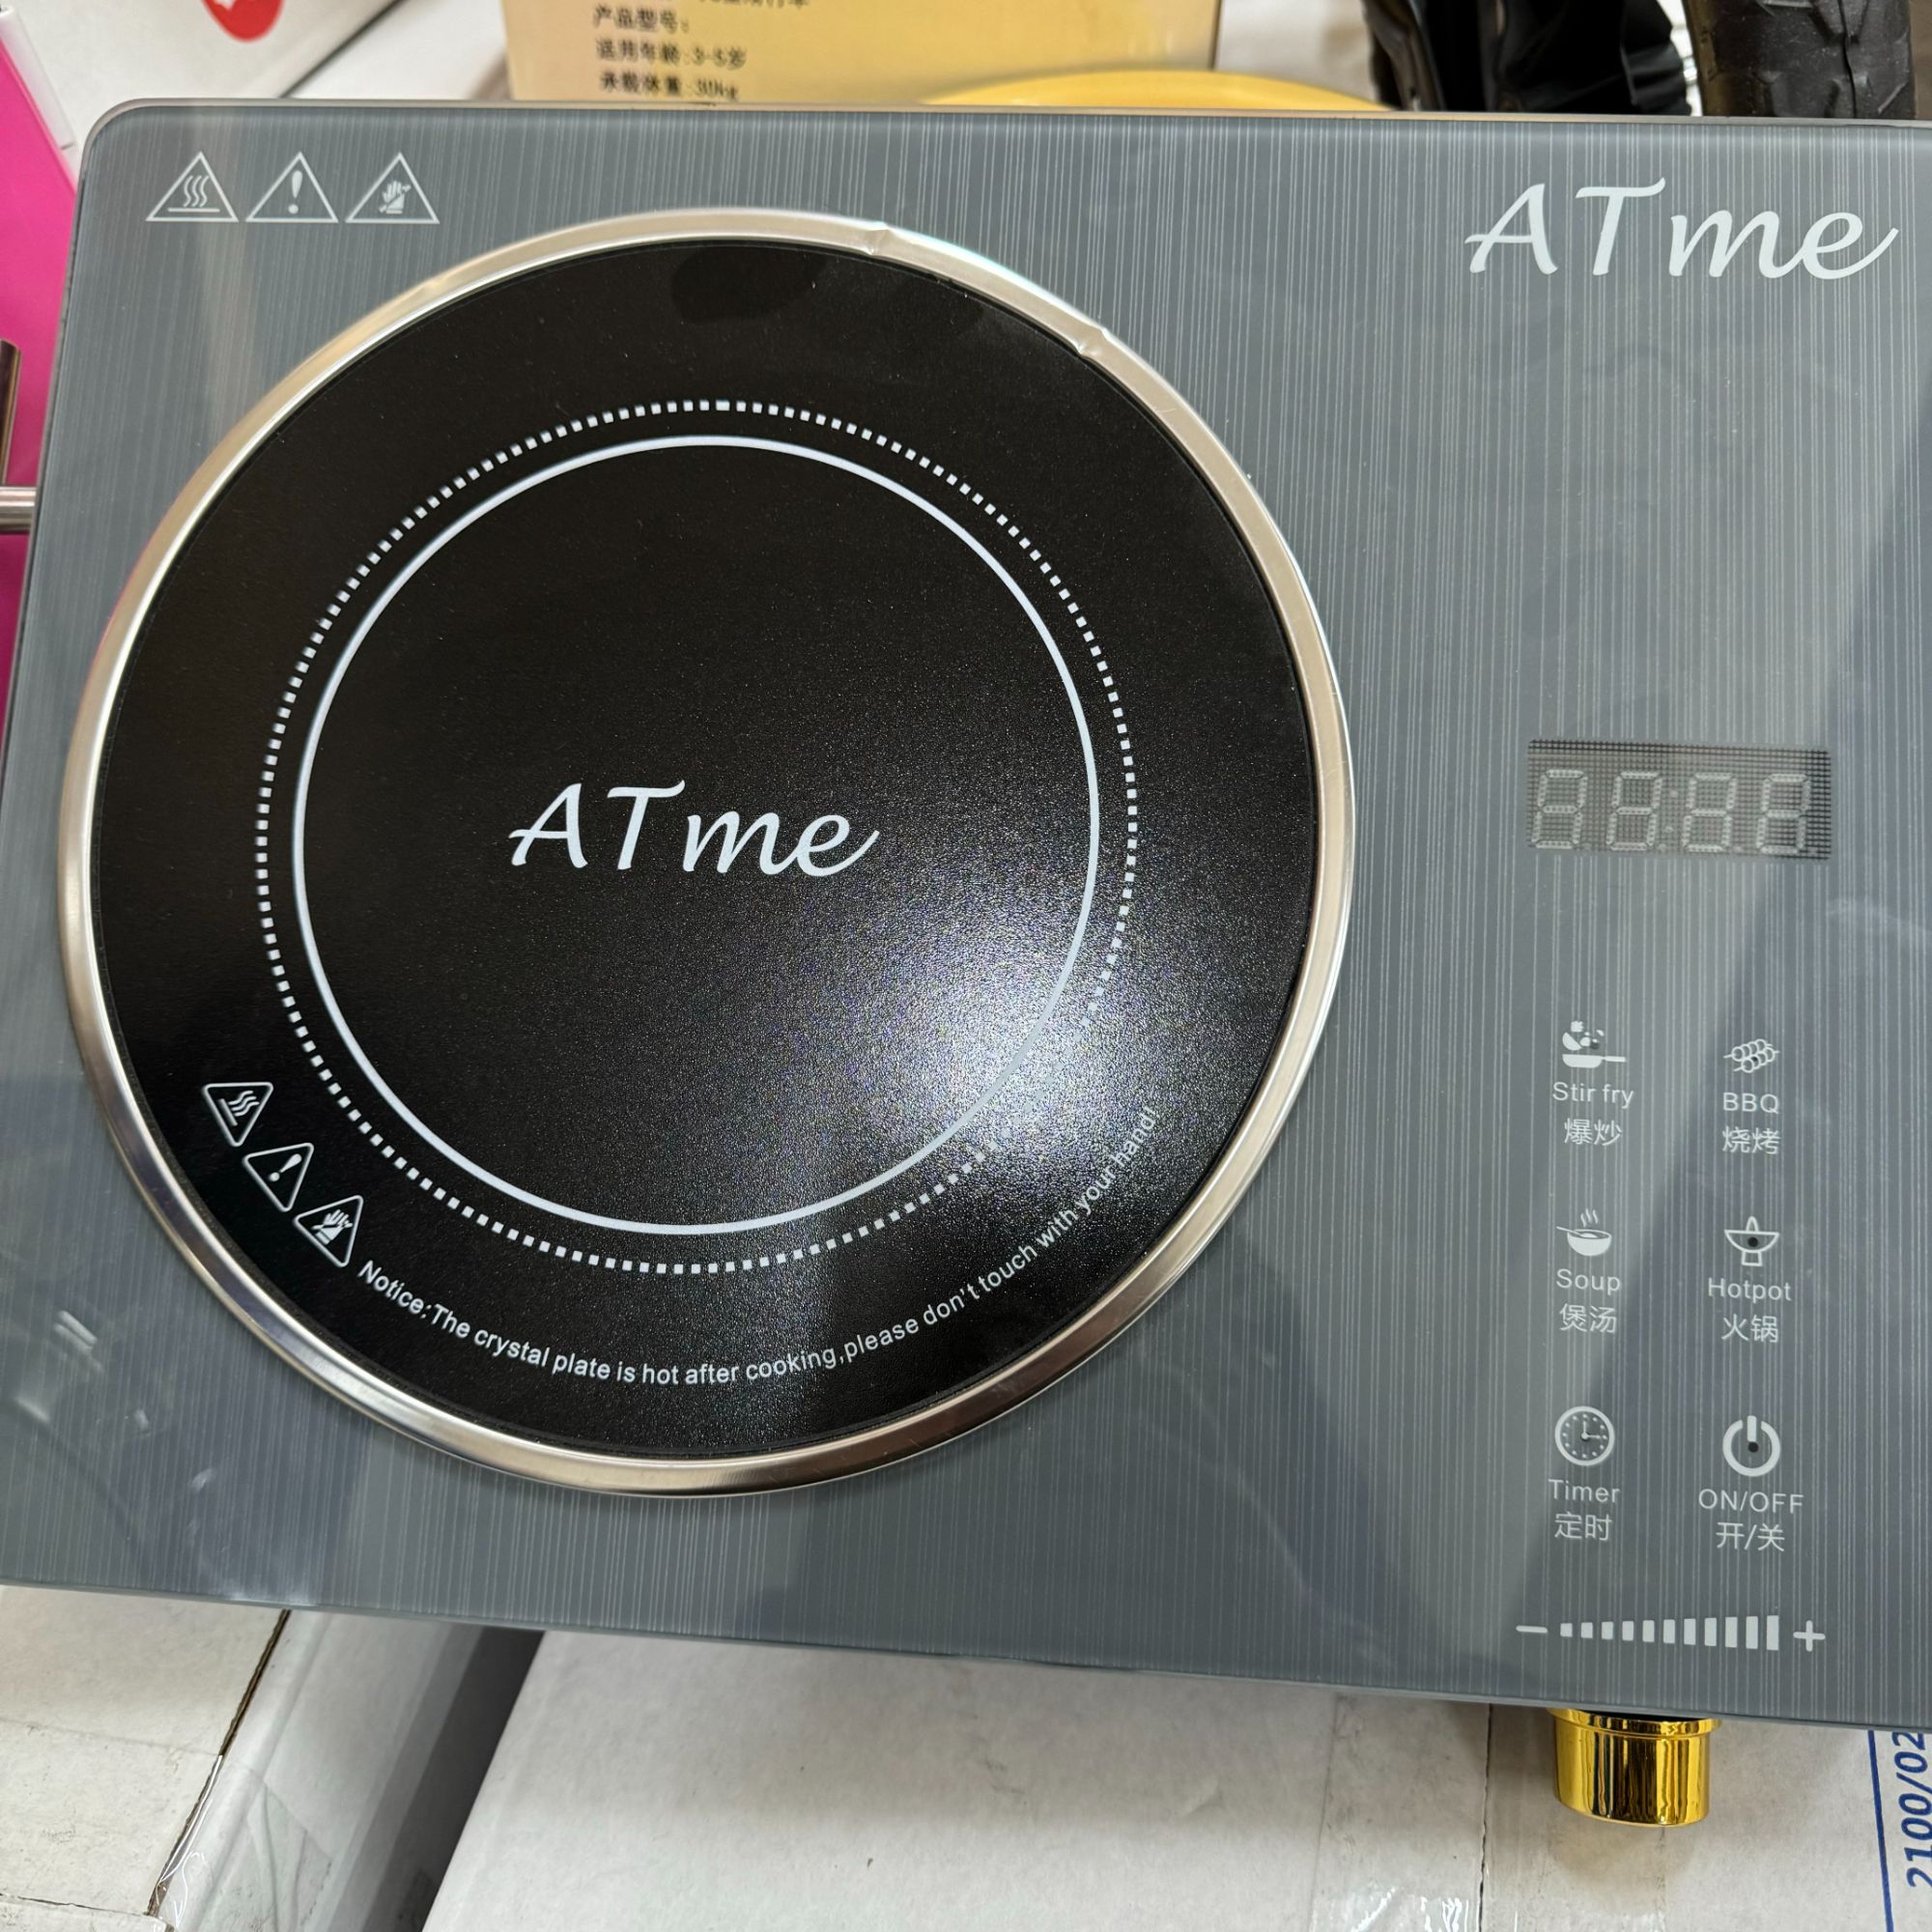 产品型号:
适用年龄:3-5岁
承载体重:30kg
ATme
ATme
Notice:The crystal plate is hot after cooking,please don't touch with your hand!
Stir fry
爆炒
BBQ
烧烤
Soup
煲汤
Hotpot
火锅
Timer
定时
ON/OFF
开/关
- +
2100/02